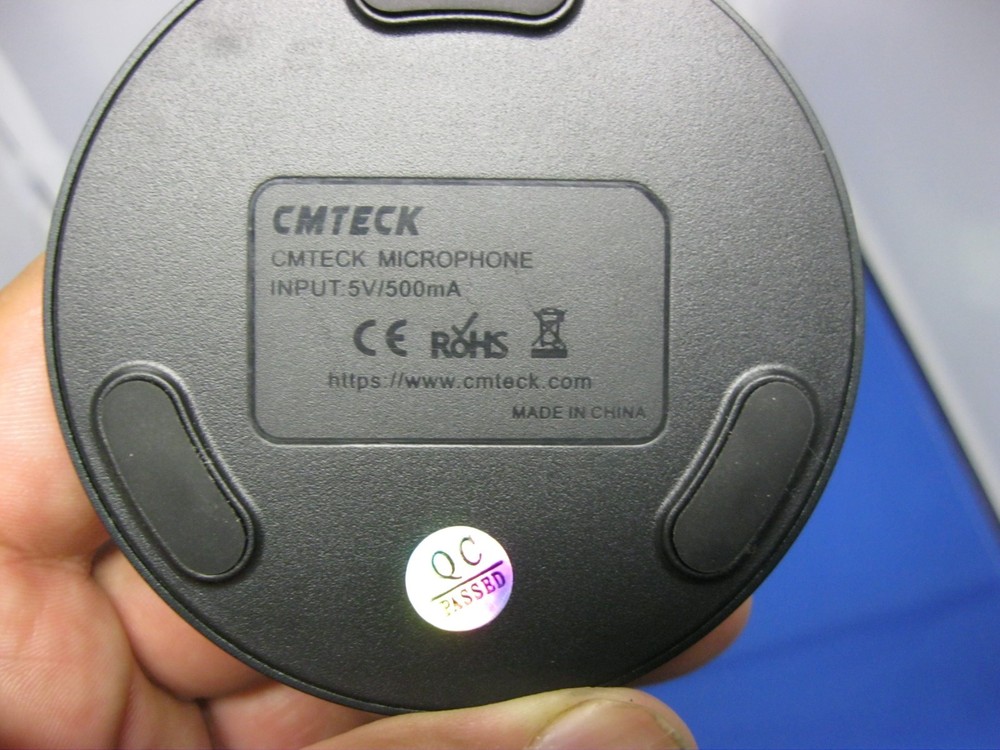 CMTECK
CMTECK MICROPHONE
INPUT:5V/500mA
CE RoHS
https://www.cmteck.com
MADE IN CHINA
QC
PASSED